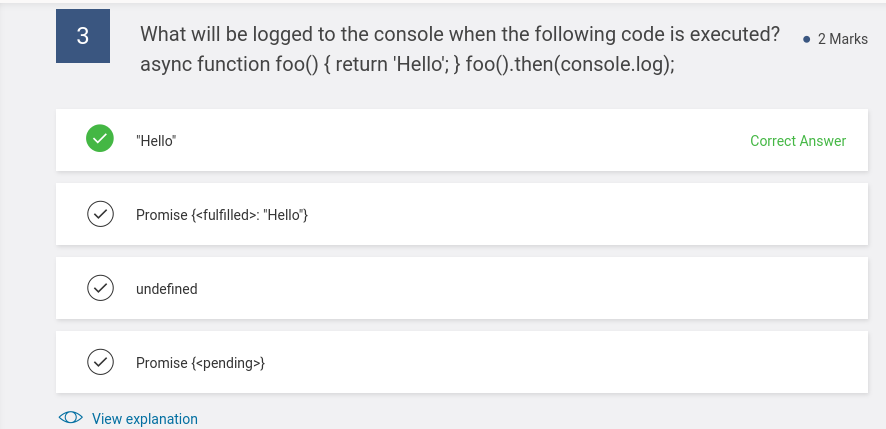 3
What will be logged to the console when the following code is executed?
async function foo() { return 'Hello'; } foo().then(console.log);
2 Marks
"Hello"
Correct Answer
Promise {<fulfilled>: "Hello"}
undefined
Promise {<pending>}
View explanation